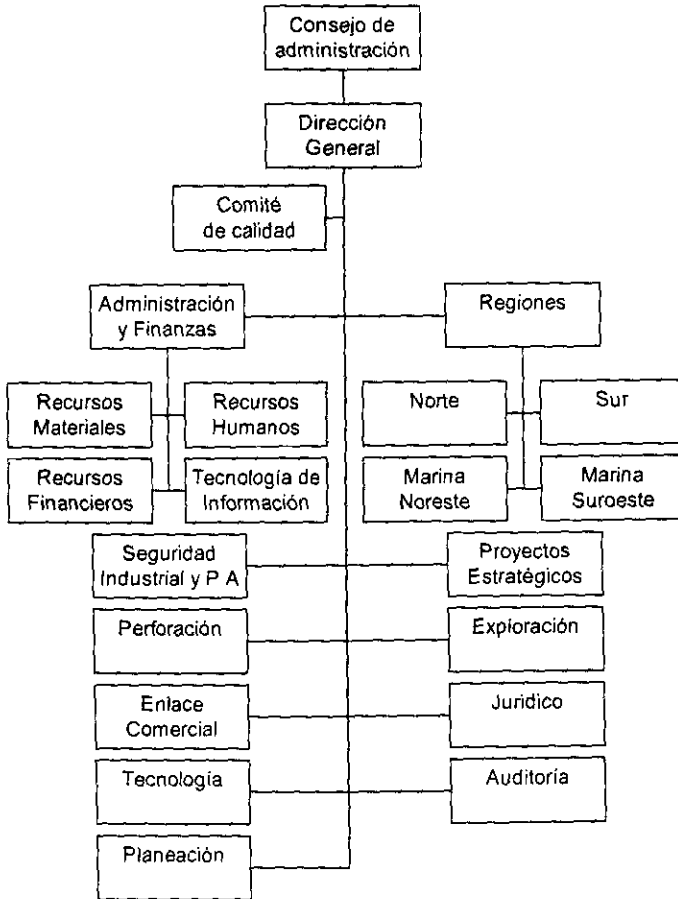 Consejo de
administración
Dirección
General
Comité
de calidad
Administración
y Finanzas
Regiones
Recursos
Materiales
Recursos
Humanos
Norte
Sur
Recursos
Financieros
Tecnología de
Información
Marina
Noreste
Marina
Suroeste
Seguridad
Industrial y P A
Proyectos
Estratégicos
Perforación
Exploración
Enlace
Comercial
Juridico
Tecnología
Auditoría
Planeación